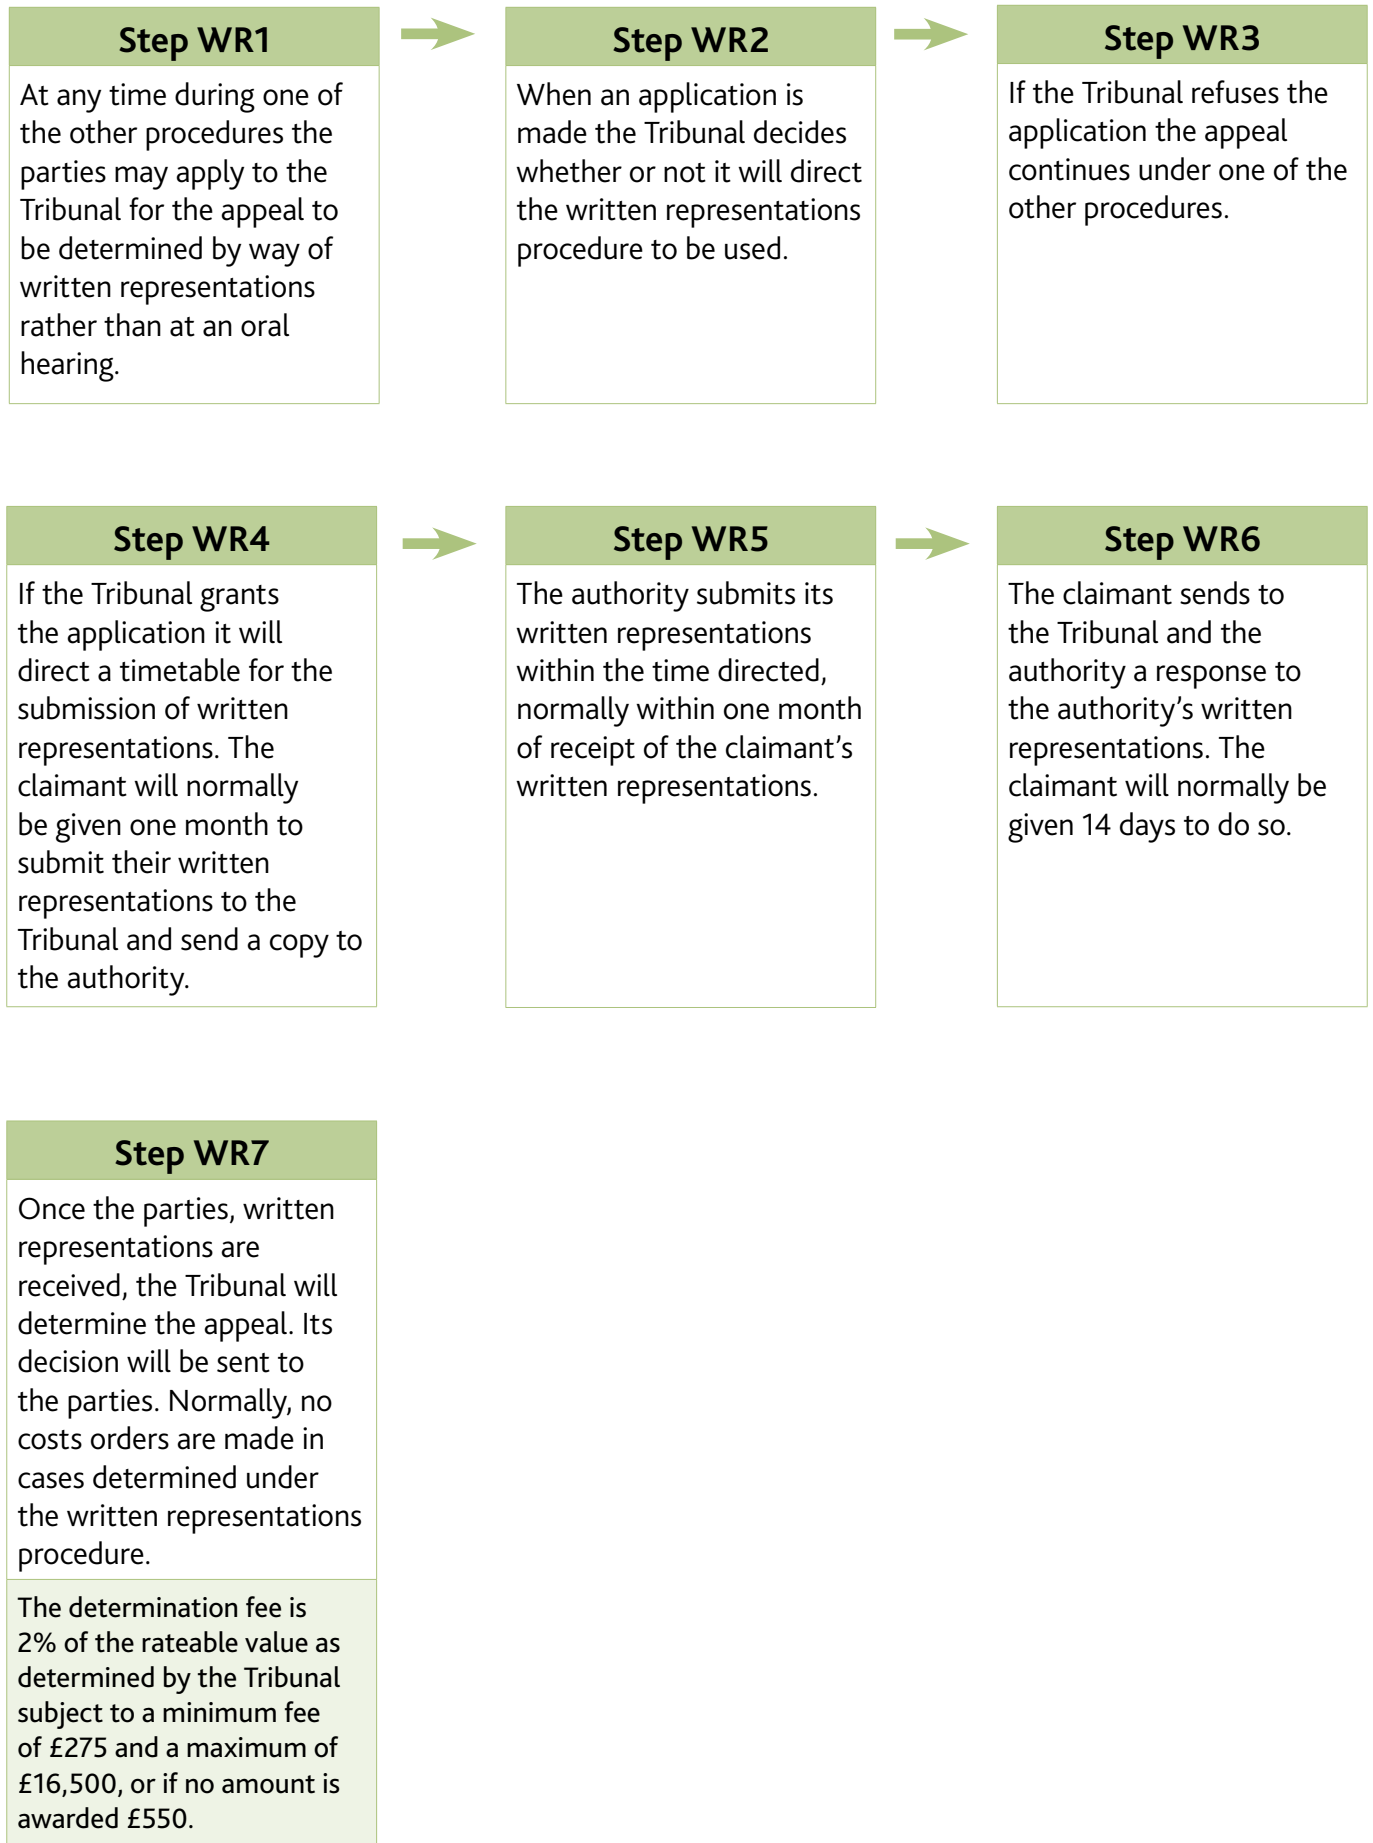 Step WR1
At any time during one of
the other procedures the
parties may apply to the
Tribunal for the appeal to
be determined by way of
written representations
rather than at an oral
hearing.
Step WR2
When an application is
made the Tribunal decides
whether or not it will direct
the written representations
procedure to be used.
Step WR3
If the Tribunal refuses the
application the appeal
continues under one of the
other procedures.
Step WR4
If the Tribunal grants
the application it will
direct a timetable for the
submission of written
representations. The
claimant will normally
be given one month to
submit their written
representations to the
Tribunal and send a copy to
the authority.
Step WR5
The authority submits its
written representations
within the time directed,
normally within one month
of receipt of the claimant’s
written representations.
Step WR6
The claimant sends to
the Tribunal and the
authority a response to
the authority’s written
representations. The
claimant will normally be
given 14 days to do so.
Step WR7
Once the parties, written
representations are
received, the Tribunal will
determine the appeal. Its
decision will be sent to
the parties. Normally, no
costs orders are made in
cases determined under
the written representations
procedure.
The determination fee is
2% of the rateable value as
determined by the Tribunal
subject to a minimum fee
of £275 and a maximum of
£16,500, or if no amount is
awarded £550.